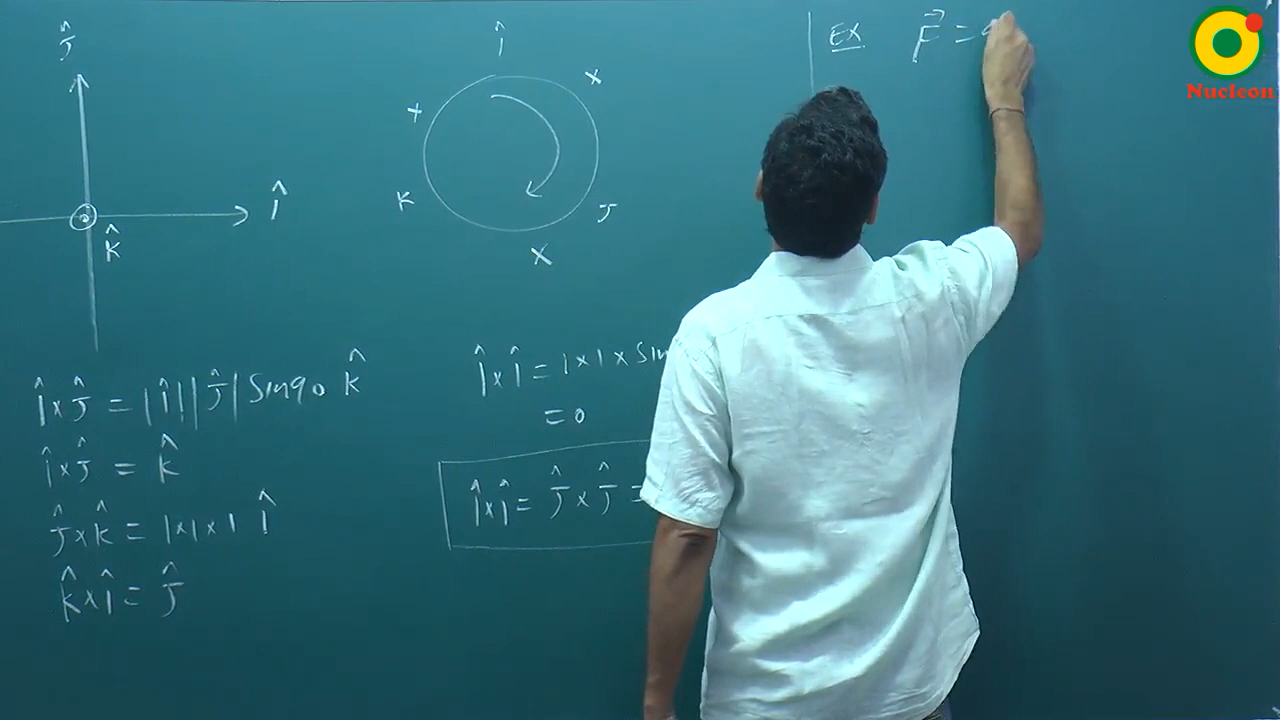 Ĵ
î
K̂
î
x
J
X
K
x
î×Ĵ = |î||Ĵ| Sin90 K̂
î×Ĵ = K̂
Ĵ×K̂ = 1×1×1 î
K̂×î = Ĵ
î×î = 1×1×Sin
= 0
î×î = Ĵ×Ĵ =
EX F⃗ =
Nucleon